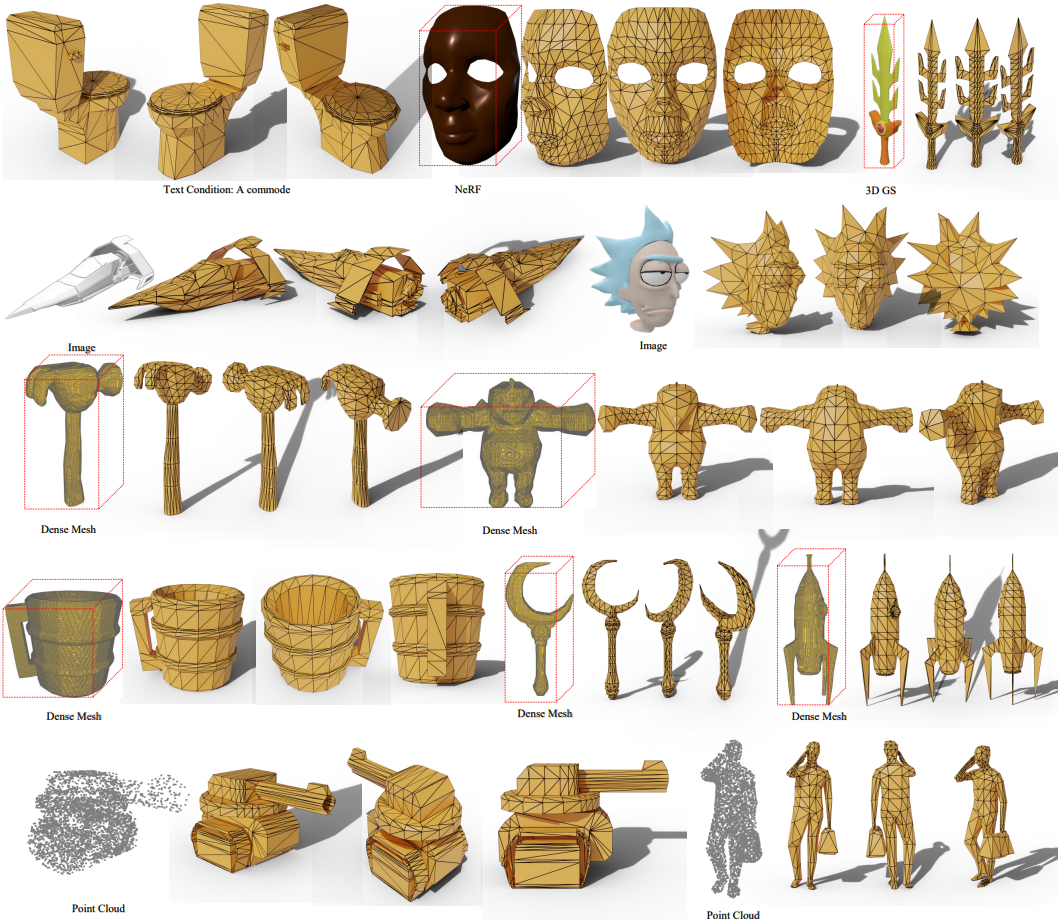 Text Condition: A commode
NeRF
3D GS
Image
Image
Dense Mesh
Dense Mesh
Dense Mesh
Dense Mesh
Dense Mesh
Point Cloud
Point Cloud